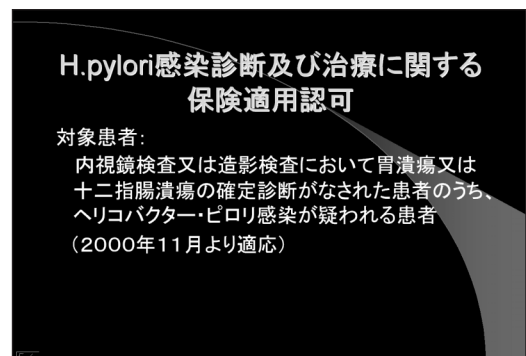 H.pylori感染診断及び治療に関する
保険適用認可
対象患者:
内視鏡検査又は造影検査において胃潰瘍又は
十二指腸潰瘍の確定診断がなされた患者のうち、
ヘリコバクター・ピロリ感染が疑われる患者
（2000年11月より適応）